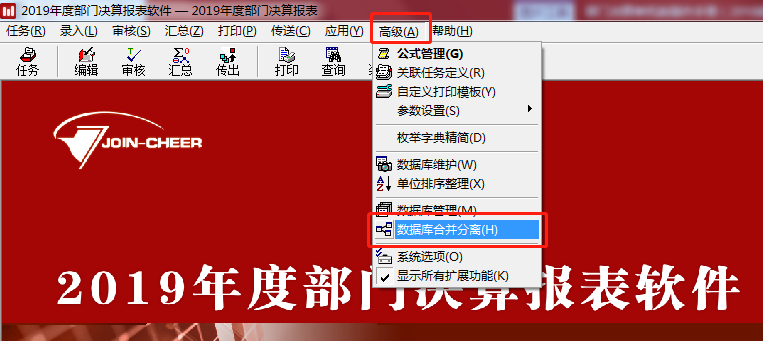 2019年度部门决算报表软件 — 2019年度部门决算报表
任务(R) 录入(L) 审核(S) 汇总(Z) 打印(P) 传送(C) 应用( 高级(A) 帮助(H)
任务 编辑 审核 汇总 传出 打印 查询
公式管理(G)
关联任务定义(R)
自定义打印模板(Y)
参数设置(S)
枚举字典精简(D)
数据库维护(W)
单位排序整理(X)
数据库管理(M)
数据库合并分离(H)
系统选项(O)
显示所有扩展功能(K)
JOIN-CHEER
2019年度部门决算报表软件